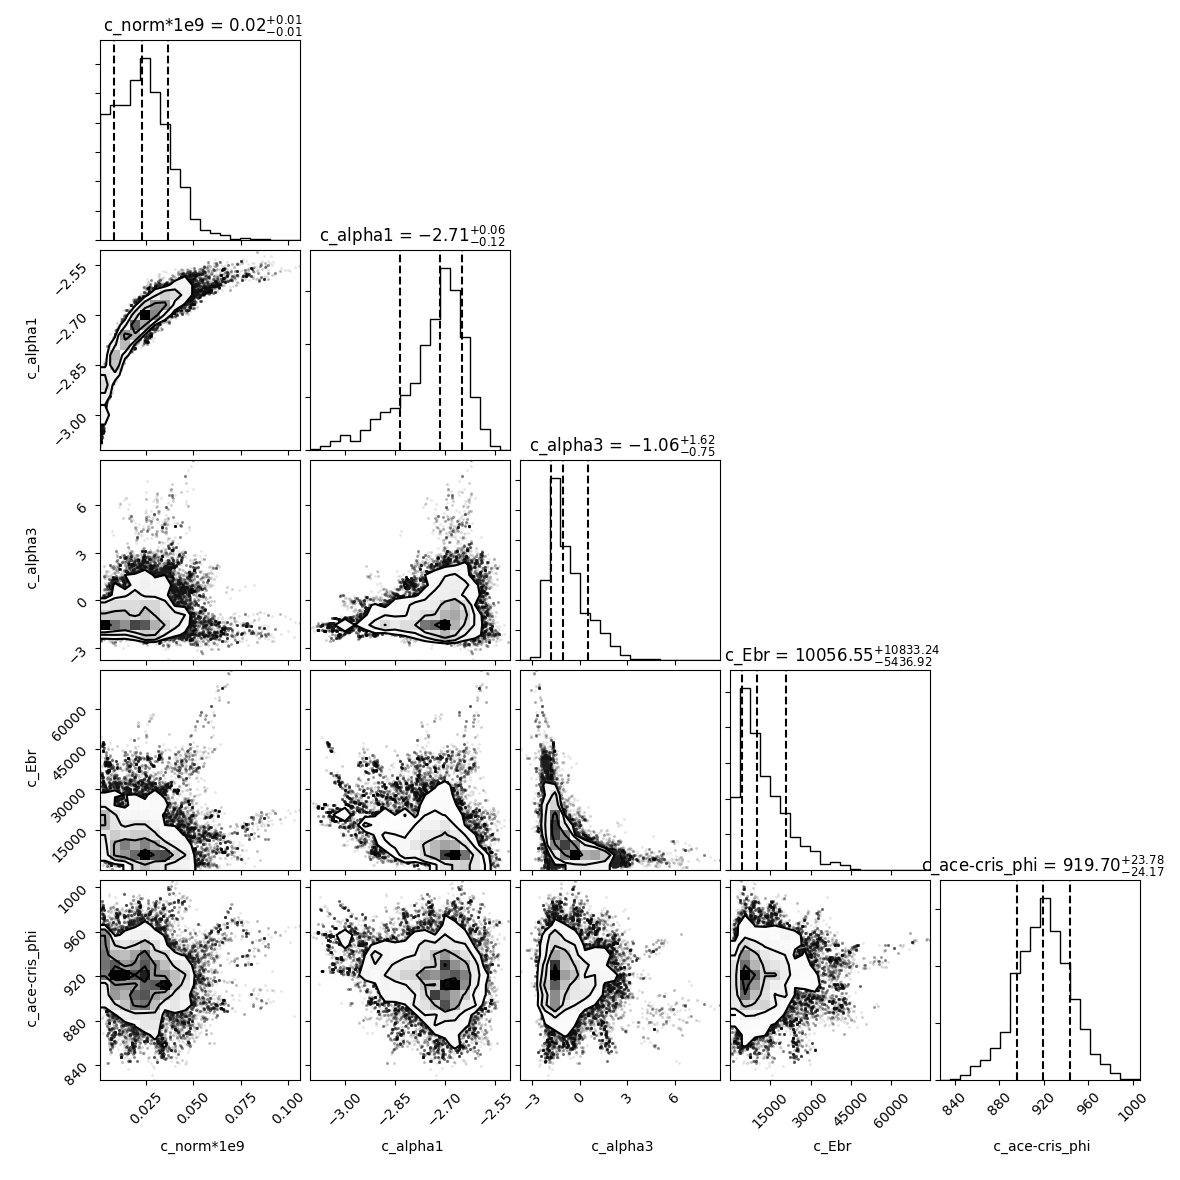 c_norm*1e9 = 0.02+0.01 −0.01
c_alpha1 = −2.71+0.06 −0.12
−2.55
−2.70
−2.85
−3.00
c_alpha1
c_alpha3 = −1.06+1.62 −0.75
6
3
0
−3
c_alpha3
c_Ebr = 10056.55+10833.24 −5436.92
60000
45000
30000
15000
c_Ebr
c_ace-cris_phi = 919.70+23.78 −24.17
1000
960
920
880
840
c_ace-cris_phi
0.025 0.050 0.075 0.100
−3.00 −2.85 −2.70 −2.55
−3 0 3 6
15000 30000 45000 60000
840 880 920 960 1000
c_norm*1e9
c_alpha1
c_alpha3
c_Ebr
c_ace-cris_phi